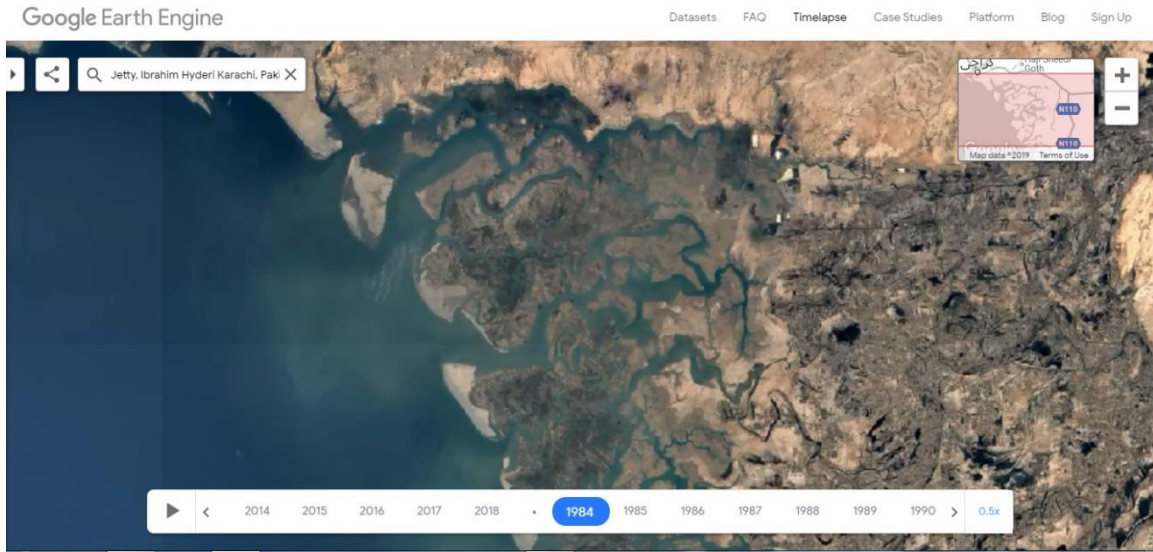 Google Earth Engine
Datasets FAQ Timelapse Case Studies Platform Blog Sign Up
Jetty, Ibrahim Hyderi Karachi, Paki
كراچى
Goth
N110
N110
Google
Map data ©2019 Terms of Use
2014 2015 2016 2017 2018 • 1984 1985 1986 1987 1988 1989 1990 0.5x